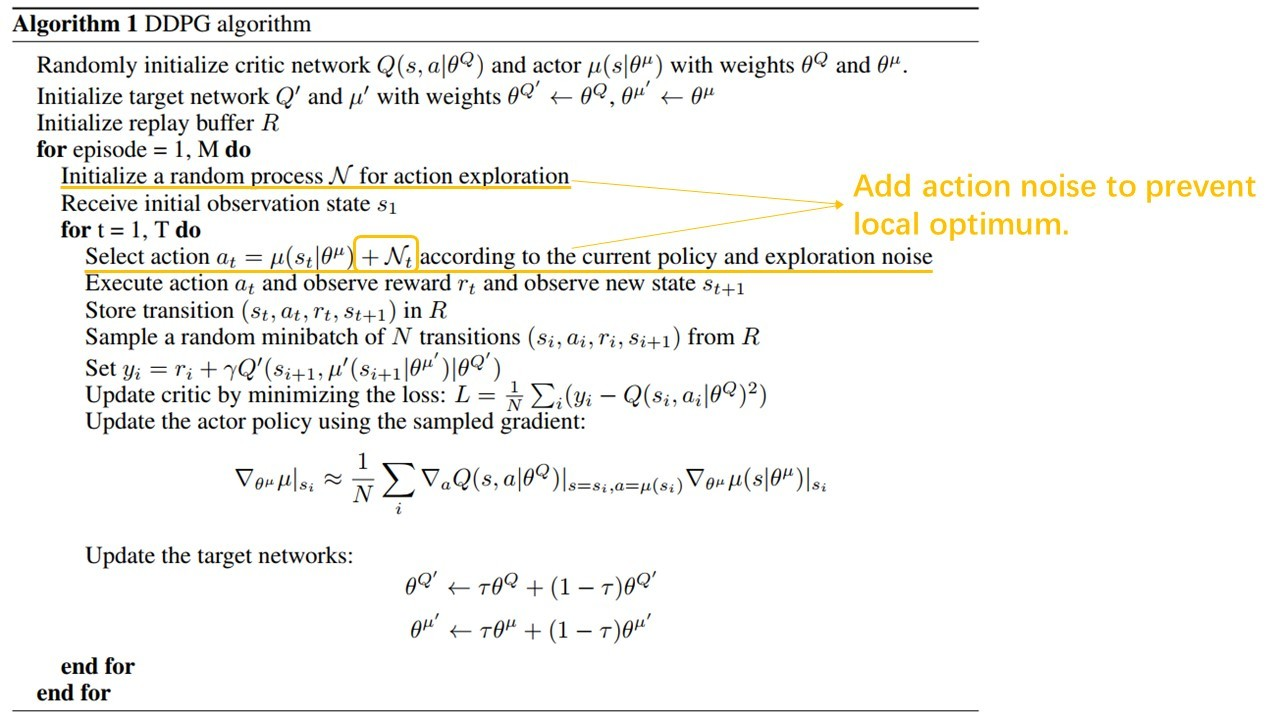 Algorithm 1 DDPG algorithm
Randomly initialize critic network Q(s, a|θ^Q) and actor μ(s|θ^μ) with weights θ^Q and θ^μ.
Initialize target network Q′ and μ′ with weights θ^{Q′} ← θ^Q, θ^{μ′} ← θ^μ
Initialize replay buffer R
for episode = 1, M do
Initialize a random process 𝒩 for action exploration
Receive initial observation state s_1
for t = 1, T do
Select action a_t = μ(s_t|θ^μ) + 𝒩_t according to the current policy and exploration noise
Execute action a_t and observe reward r_t and observe new state s_{t+1}
Store transition (s_t, a_t, r_t, s_{t+1}) in R
Sample a random minibatch of N transitions (s_i, a_i, r_i, s_{i+1}) from R
Set y_i = r_i + γQ′(s_{i+1}, μ′(s_{i+1}|θ^{μ′})|θ^{Q′})
Update critic by minimizing the loss: L = 1/N ∑_i(y_i − Q(s_i, a_i|θ^Q)^2)
Update the actor policy using the sampled gradient:
∇_{θ^μ} μ|_{s_i} ≈ 1/N ∑_i ∇_a Q(s, a|θ^Q)|_{s=s_i,a=μ(s_i)} ∇_{θ^μ} μ(s|θ^μ)|_{s_i}
Update the target networks:
θ^{Q′} ← τθ^Q + (1 − τ)θ^{Q′}
θ^{μ′} ← τθ^μ + (1 − τ)θ^{μ′}
end for
end for
Add action noise to prevent
local optimum.